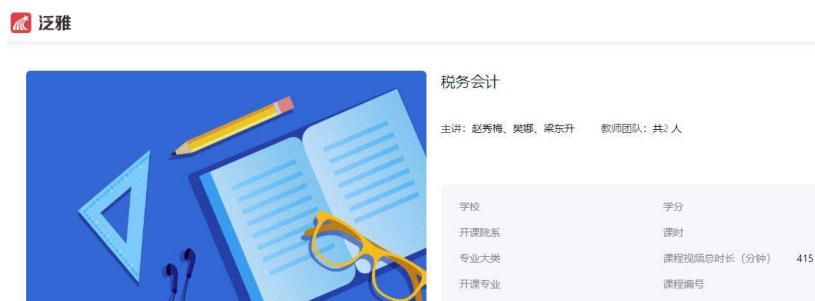 泛雅
税务会计
主讲：赵秀梅、樊娜、梁东升 教师团队：共2人
学校 学分
开课院系 课时
专业大类 课程视频总时长（分钟） 415
开课专业 课程编号